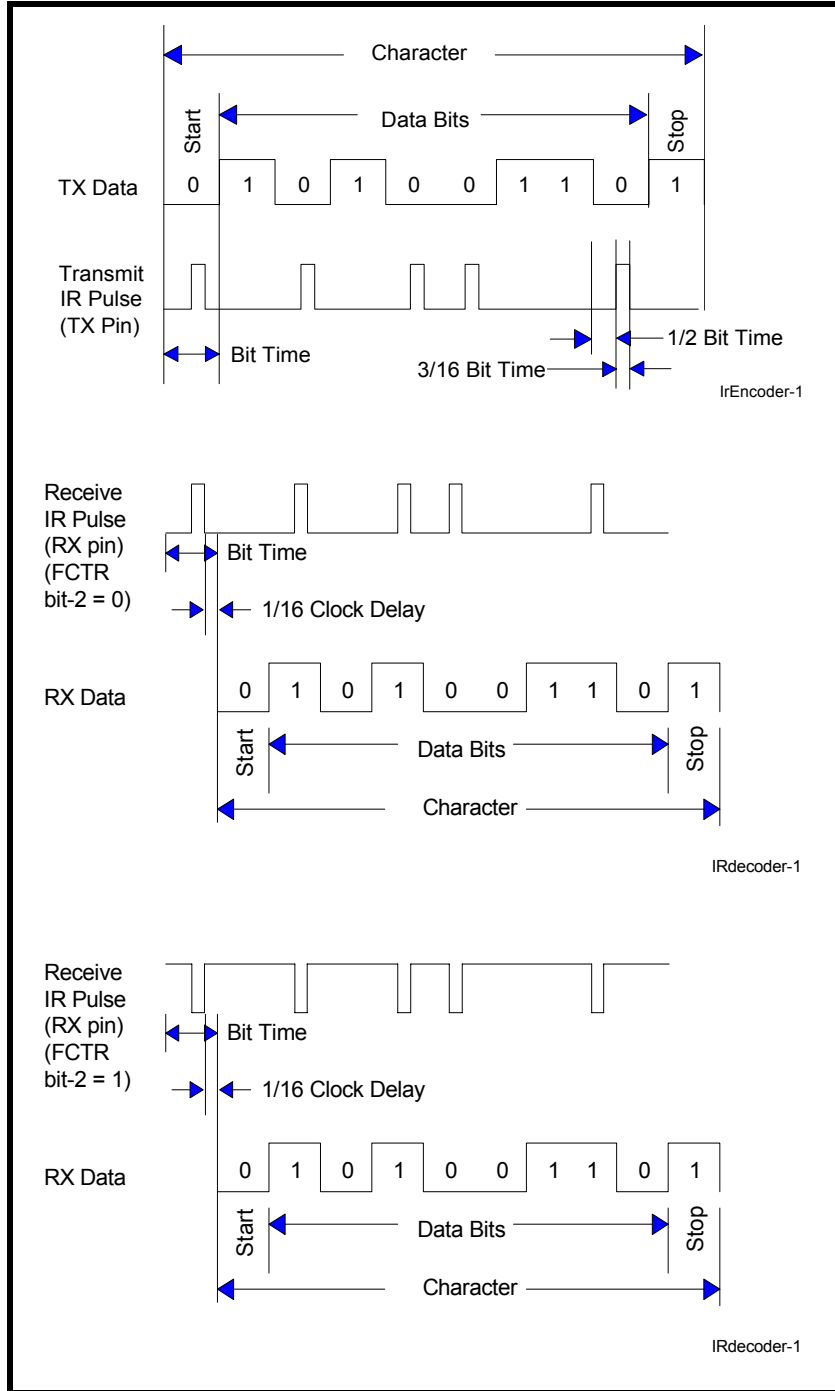 Character
Start
Data Bits
Stop
TX Data
0 1 0 1 0 0 1 1 0 1
Transmit
IR Pulse
(TX Pin)
Bit Time
1/2 Bit Time
3/16 Bit Time
IrEncoder-1
Receive
IR Pulse
(RX pin)
(FCTR
bit-2 = 0)
Bit Time
1/16 Clock Delay
RX Data
0 1 0 1 0 0 1 1 0 1
Start
Data Bits
Stop
Character
IRdecoder-1
Receive
IR Pulse
(RX pin)
(FCTR
bit-2 = 1)
Bit Time
1/16 Clock Delay
RX Data
0 1 0 1 0 0 1 1 0 1
Start
Data Bits
Stop
Character
IRdecoder-1